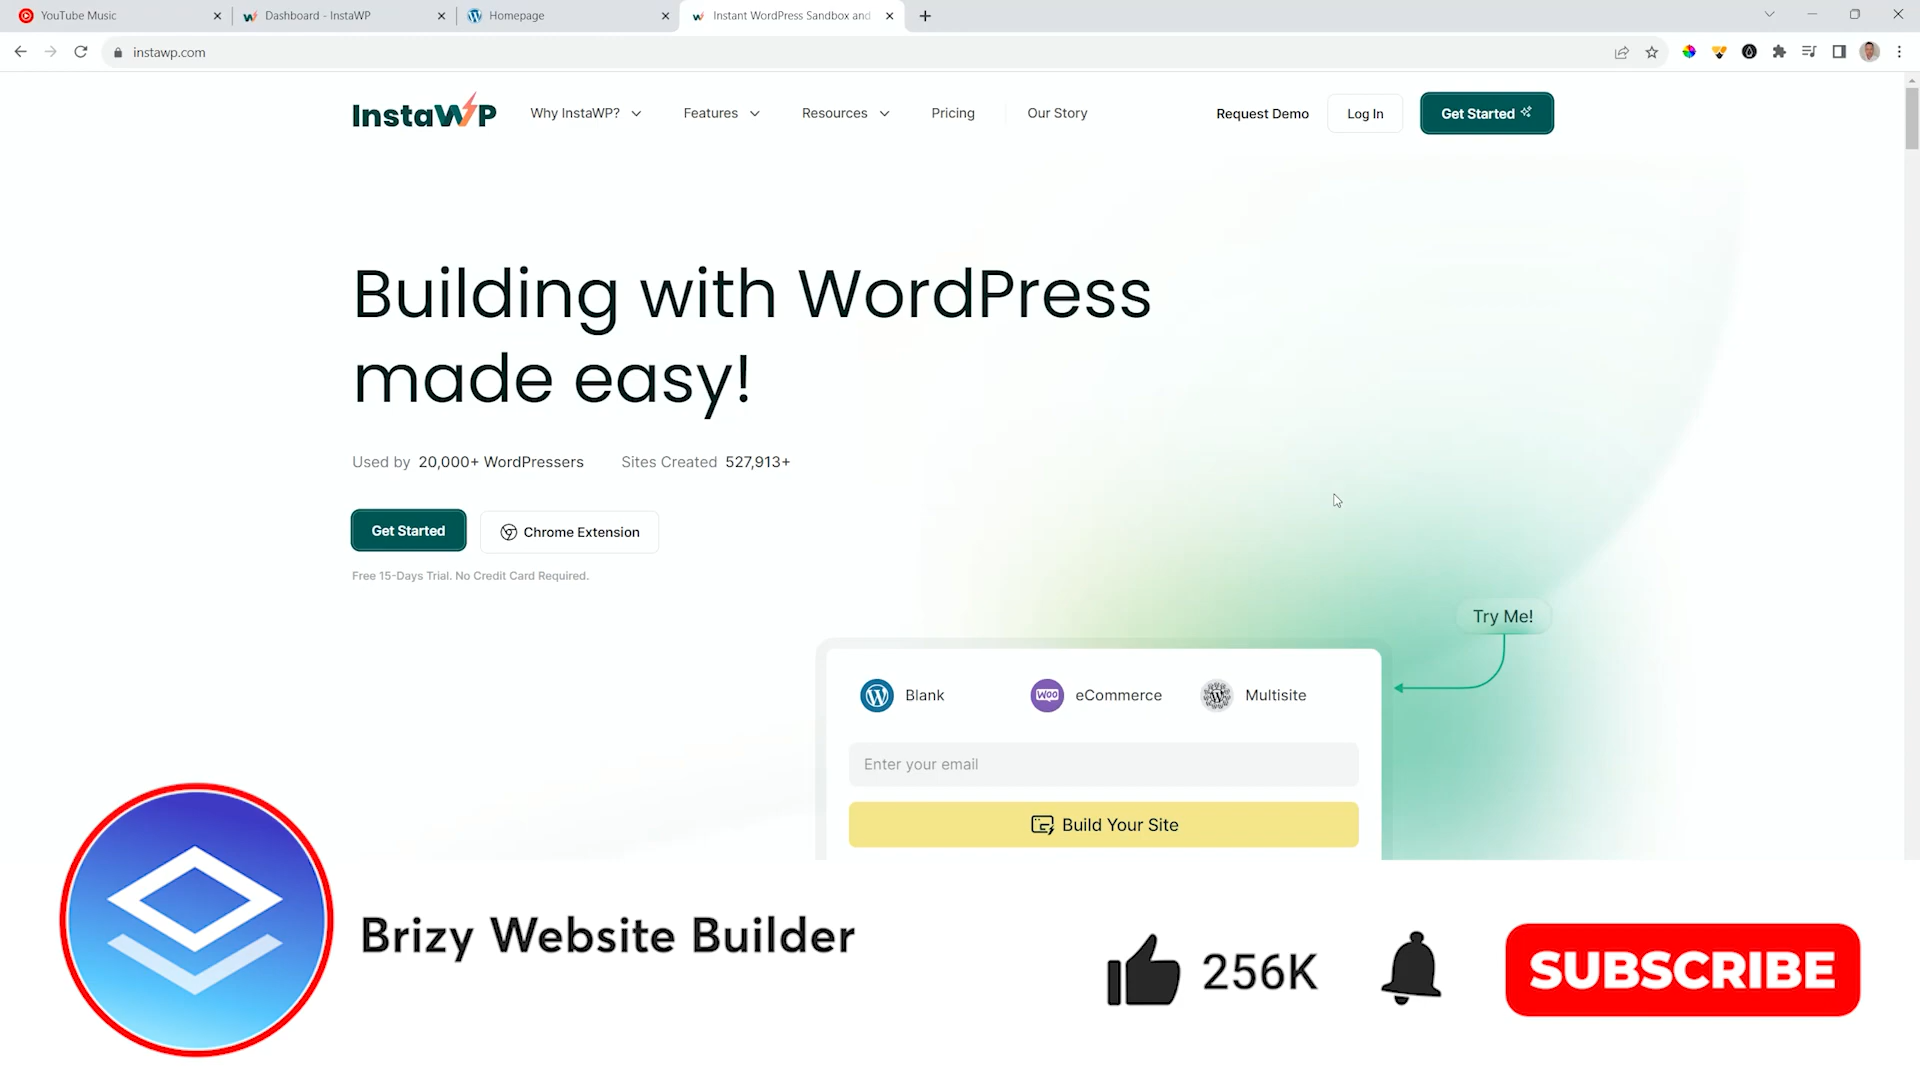 YouTube Music
Dashboard - InstaWP
Homepage
Instant WordPress Sandbox and
instawp.com
InstaWP
Why InstaWP?
Features
Resources
Pricing
Our Story
Request Demo
Log In
Get Started
Building with WordPress
made easy!
Used by 20,000+ WordPressers
Sites Created 527,913+
Get Started
Chrome Extension
Free 15-Days Trial. No Credit Card Required.
Try Me!
Blank
Woo
eCommerce
Multisite
Enter your email
Build Your Site
Brizy Website Builder
256K
SUBSCRIBE